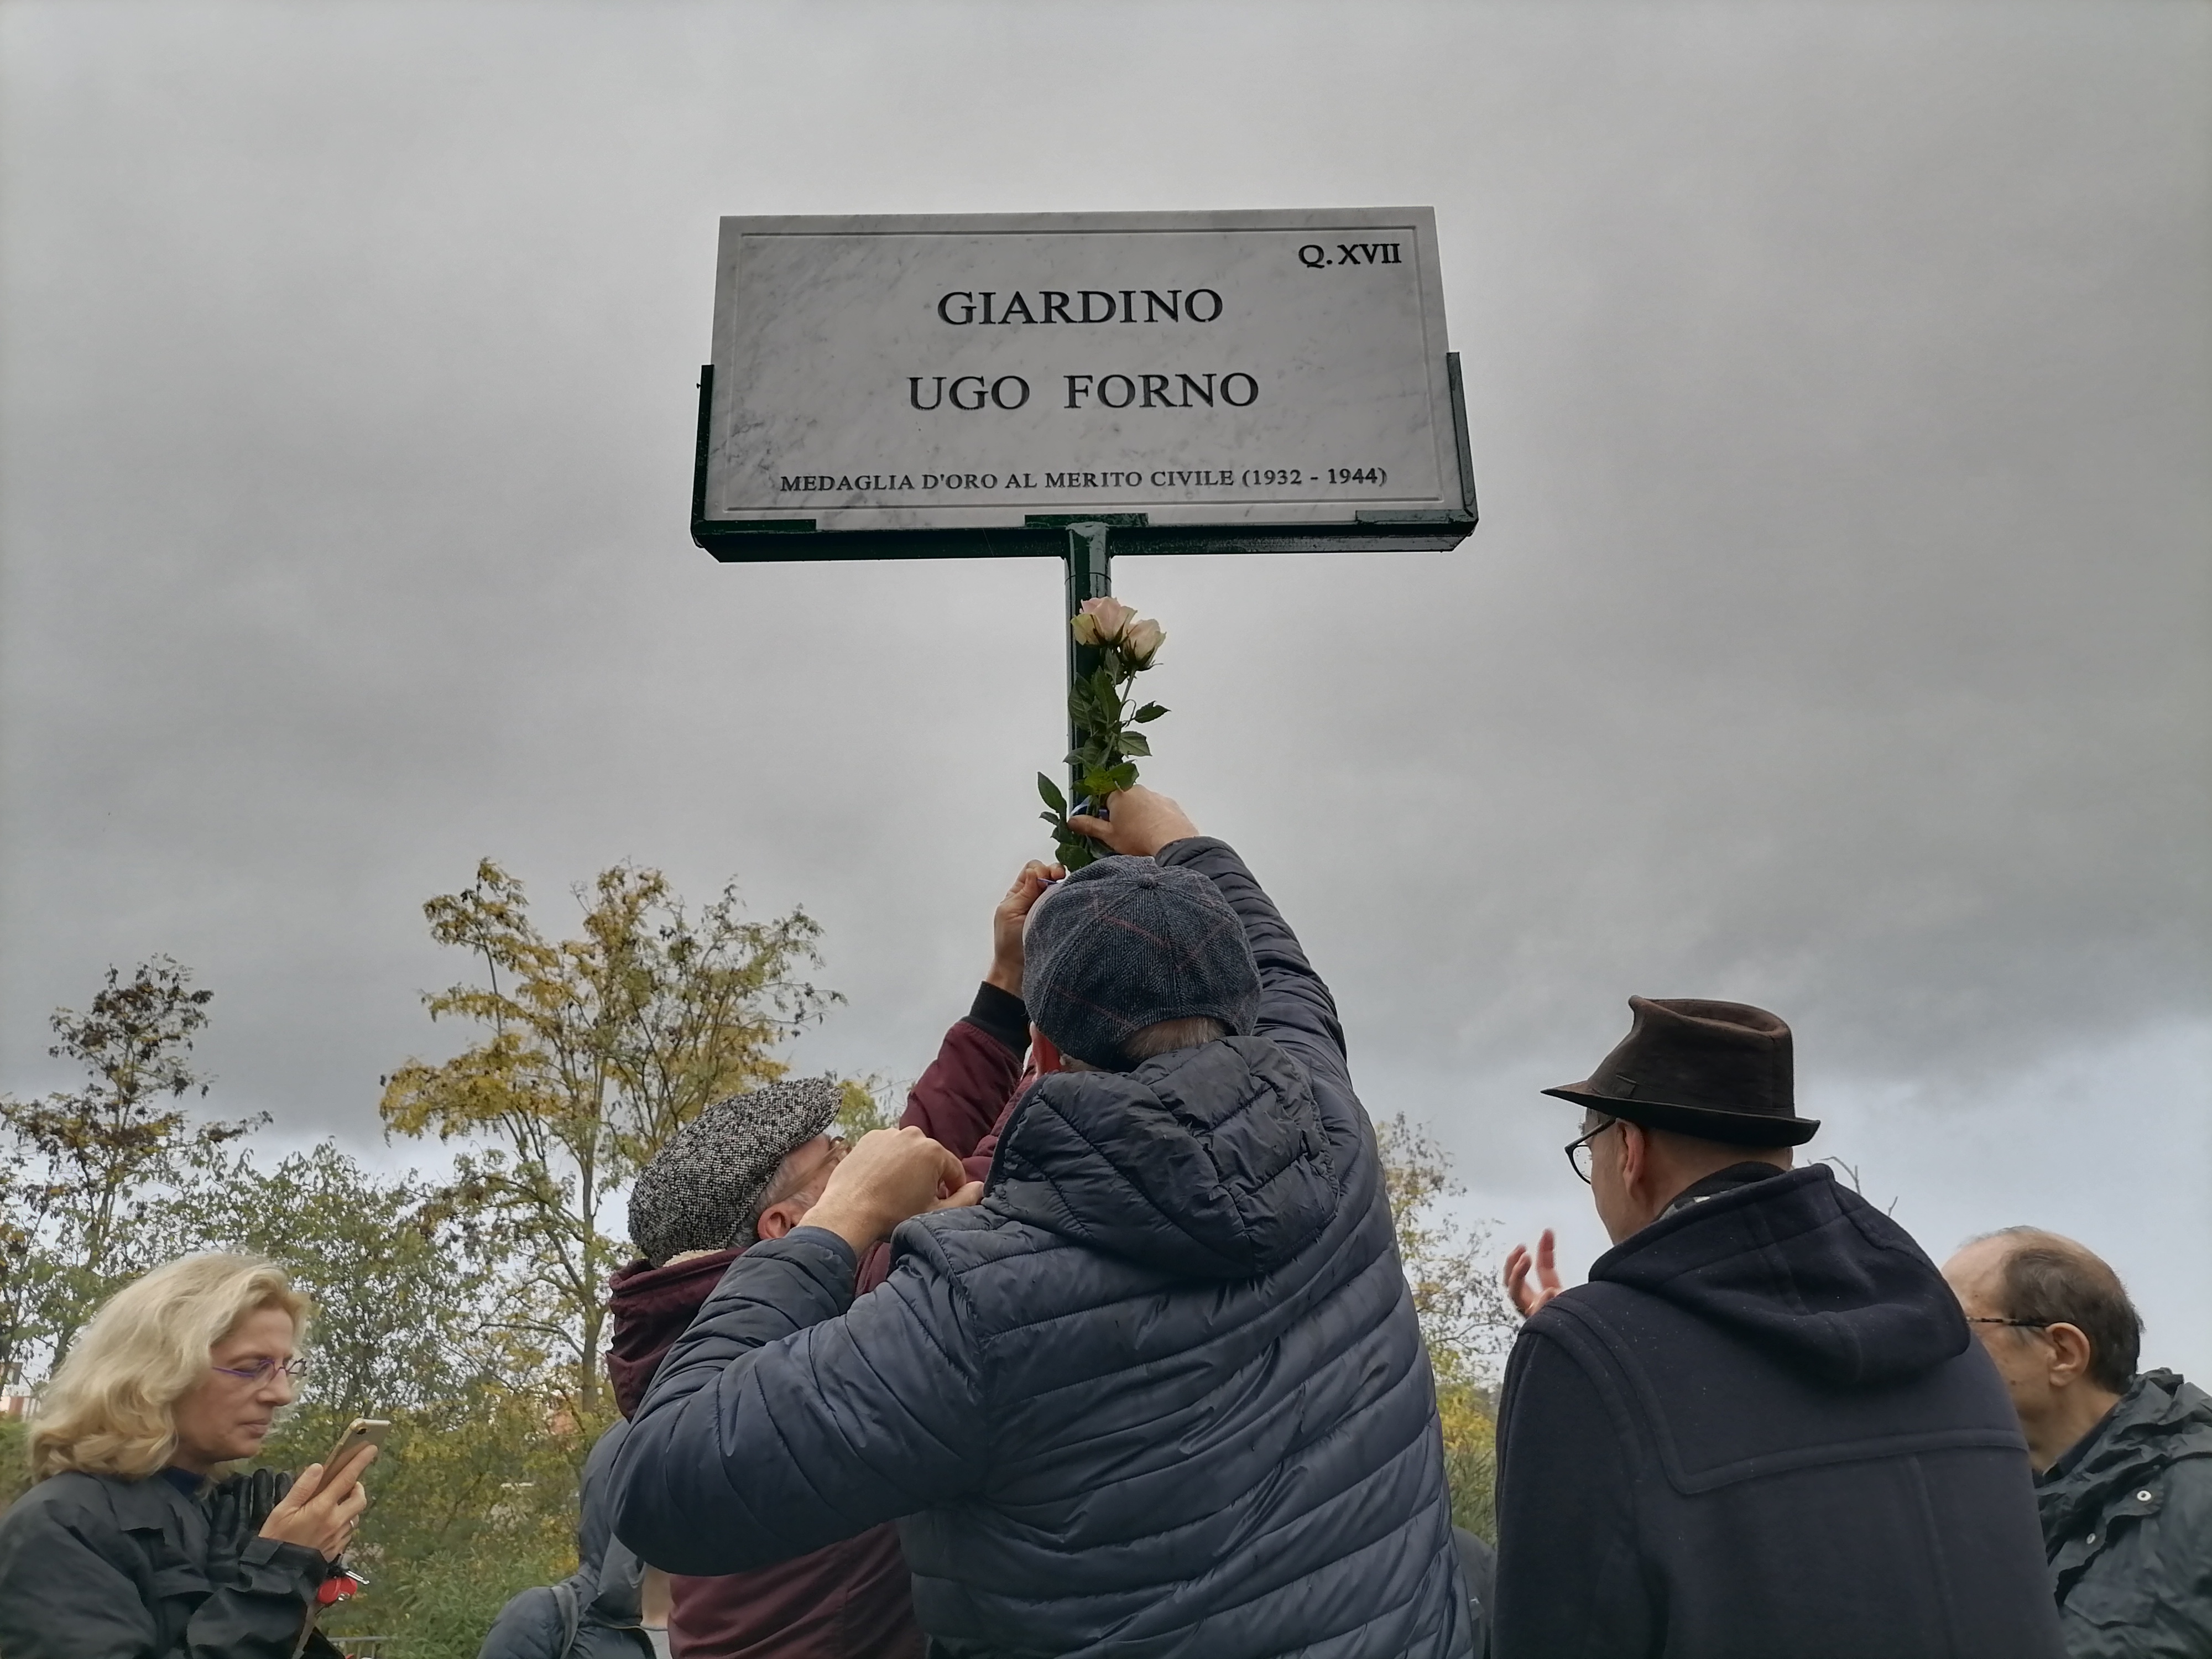 Q. XVII
GIARDINO
UGO FORNO
MEDAGLIA D'ORO AL MERITO CIVILE (1932 - 1944)